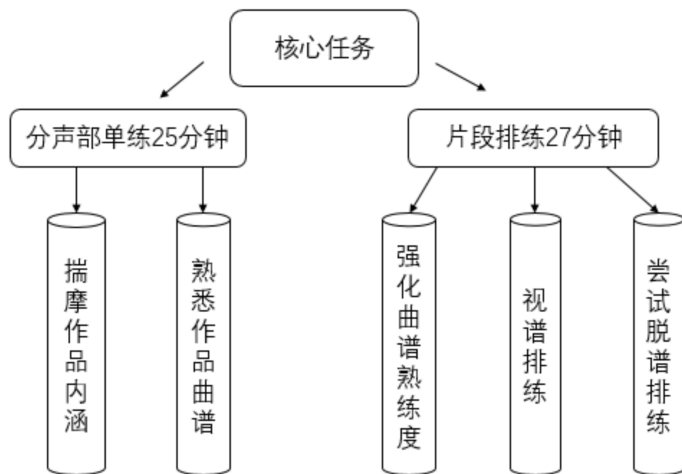 核心任务
分声部单练25分钟
片段排练27分钟
揣摩作品内涵
熟悉作品曲谱
强化曲谱熟练度
视谱排练
尝试脱谱排练